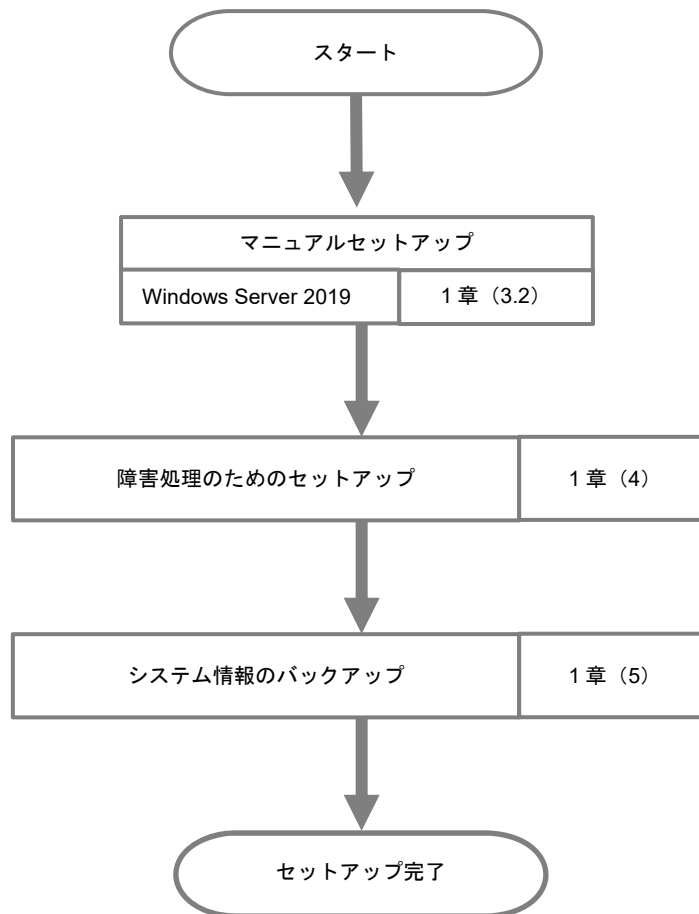 スタート
マニュアルセットアップ
Windows Server 2019 1 章（3.2）
障害処理のためのセットアップ 1 章（4）
システム情報のバックアップ 1 章（5）
セットアップ完了